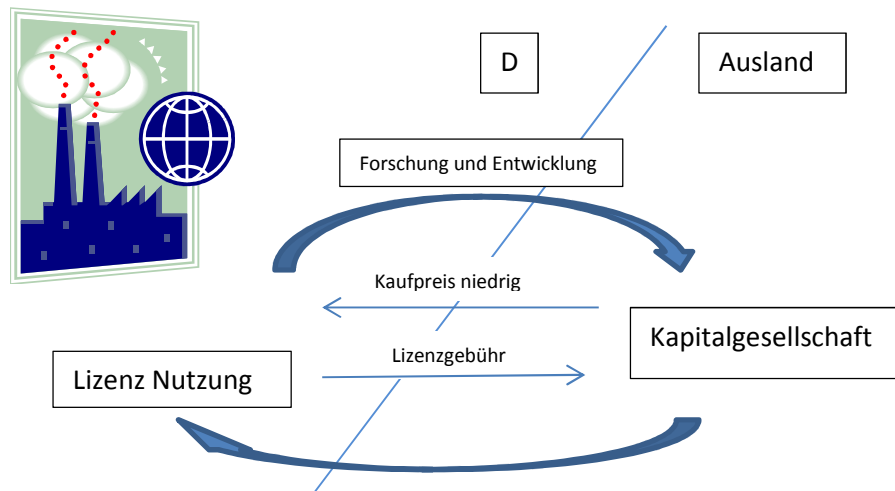 D
Ausland
Forschung und Entwicklung
Kaufpreis niedrig
Kapitalgesellschaft
Lizenzgebühr
Lizenz Nutzung